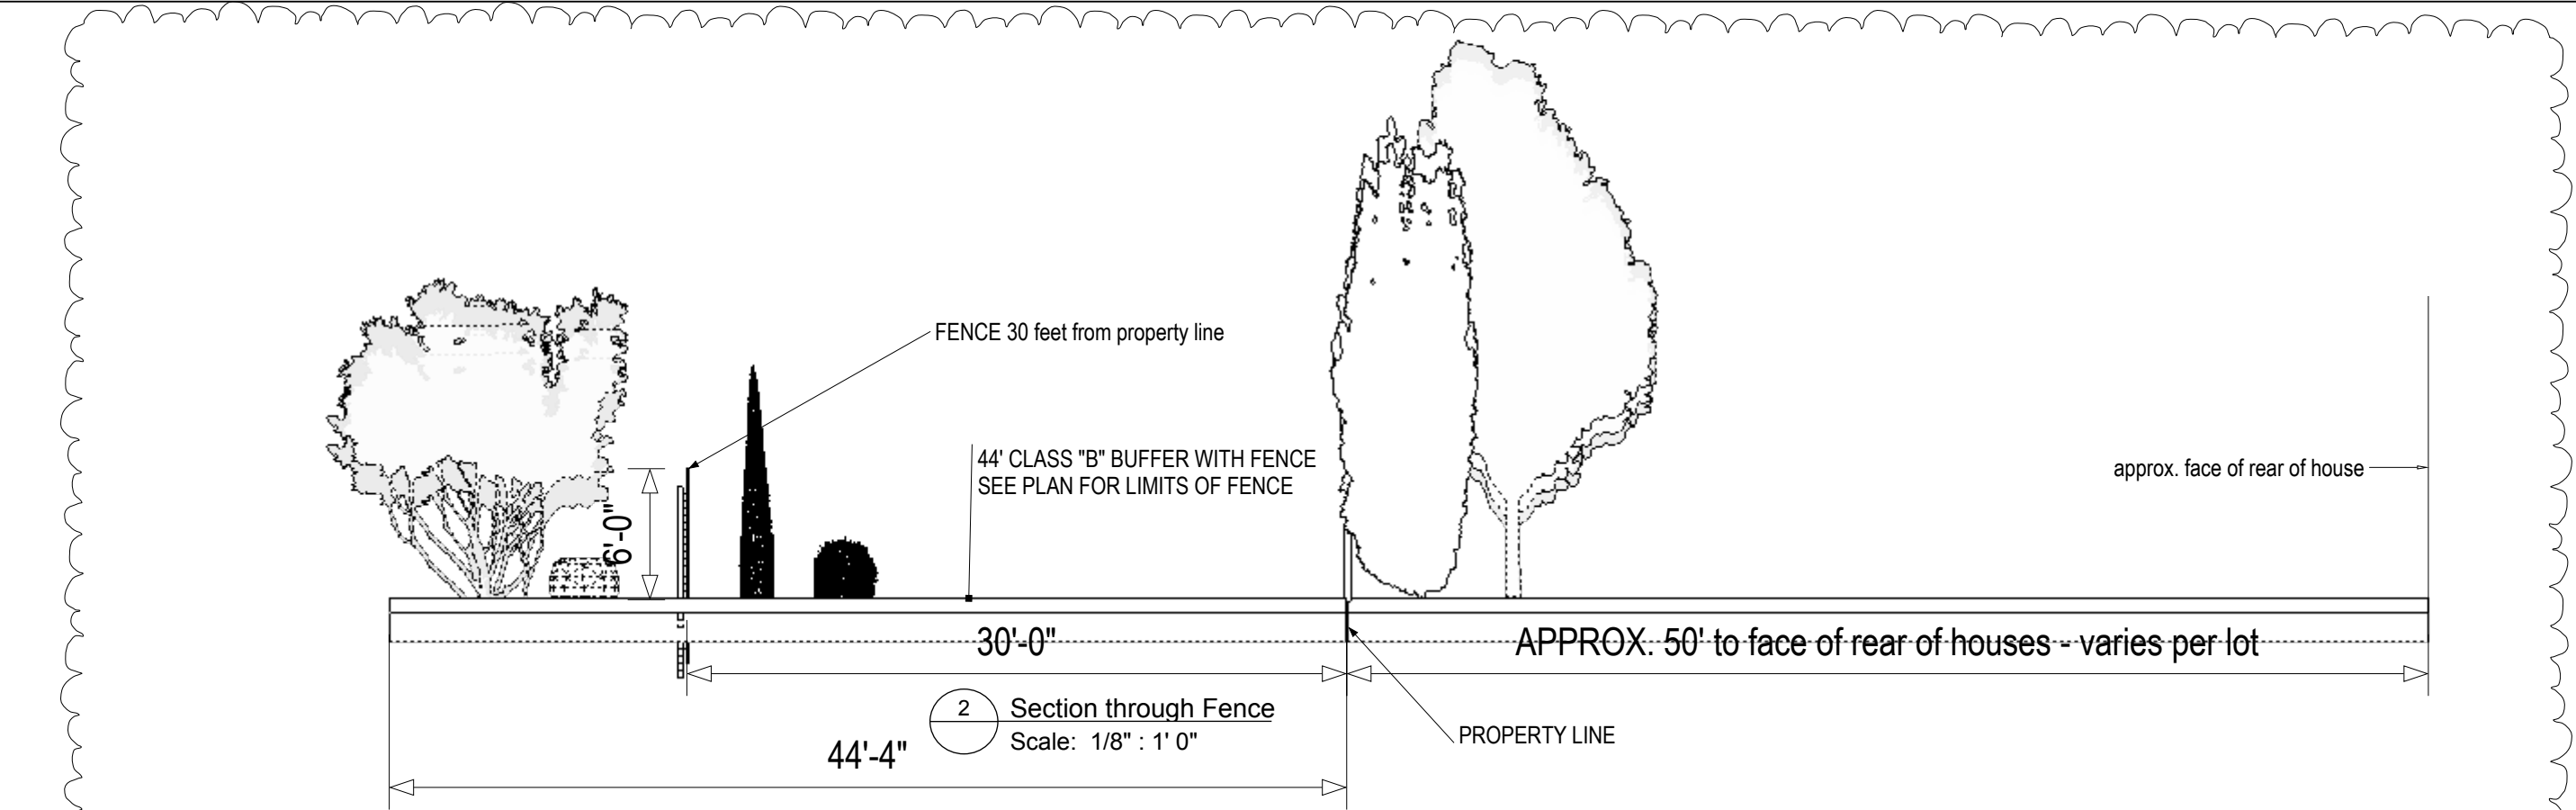 FENCE 30 feet from property line
44' CLASS "B" BUFFER WITH FENCE
SEE PLAN FOR LIMITS OF FENCE
approx. face of rear of house
6'-0"
30'-0"
APPROX. 50' to face of rear of houses - varies per lot
2
Section through Fence
Scale: 1/8" : 1' 0"
PROPERTY LINE
44'-4"